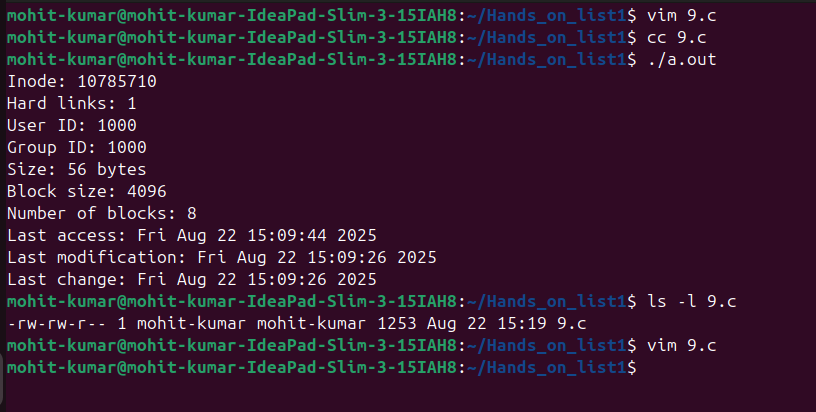 mohit-kumar@mohit-kumar-IdeaPad-Slim-3-15IAH8:~/Hands_on_list1$ vim 9.c
mohit-kumar@mohit-kumar-IdeaPad-Slim-3-15IAH8:~/Hands_on_list1$ cc 9.c
mohit-kumar@mohit-kumar-IdeaPad-Slim-3-15IAH8:~/Hands_on_list1$ ./a.out
Inode: 10785710
Hard links: 1
User ID: 1000
Group ID: 1000
Size: 56 bytes
Block size: 4096
Number of blocks: 8
Last access: Fri Aug 22 15:09:44 2025
Last modification: Fri Aug 22 15:09:26 2025
Last change: Fri Aug 22 15:09:26 2025
mohit-kumar@mohit-kumar-IdeaPad-Slim-3-15IAH8:~/Hands_on_list1$ ls -l 9.c
-rw-rw-r-- 1 mohit-kumar mohit-kumar 1253 Aug 22 15:19 9.c
mohit-kumar@mohit-kumar-IdeaPad-Slim-3-15IAH8:~/Hands_on_list1$ vim 9.c
mohit-kumar@mohit-kumar-IdeaPad-Slim-3-15IAH8:~/Hands_on_list1$